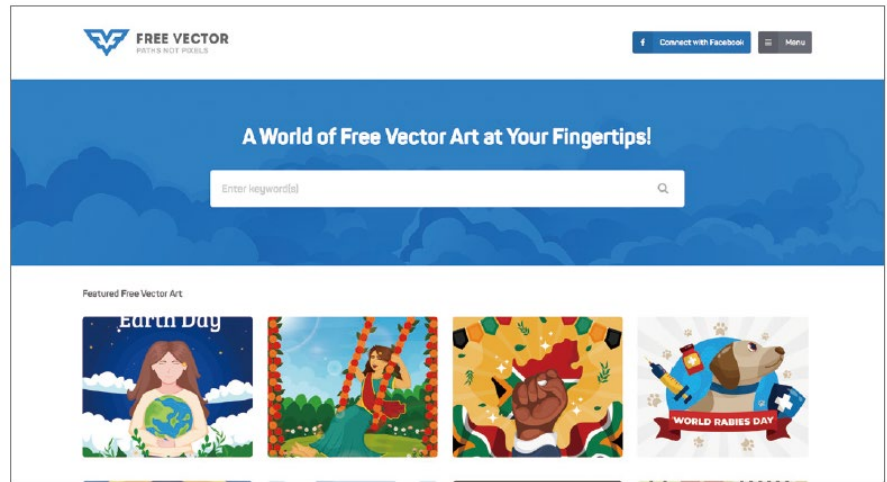 FREE VECTOR
PATHS NOT PIXELS
f Connect with Facebook
Menu
A World of Free Vector Art at Your Fingertips!
Enter keyword(s)
Featured Free Vector Art
Earth Day
WORLD RABIES DAY